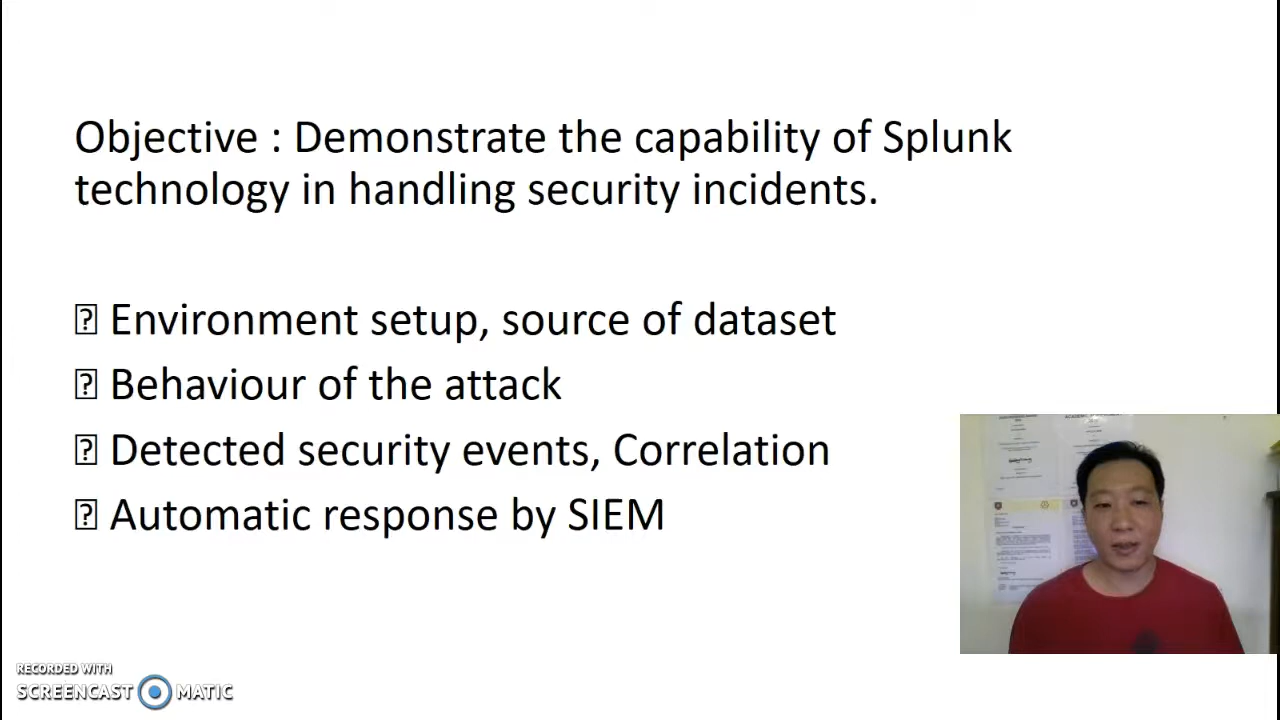 Objective : Demonstrate the capability of Splunk
technology in handling security incidents.
Environment setup, source of dataset
Behaviour of the attack
Detected security events, Correlation
Automatic response by SIEM
RECORDED WITH
SCREENCAST MATIC